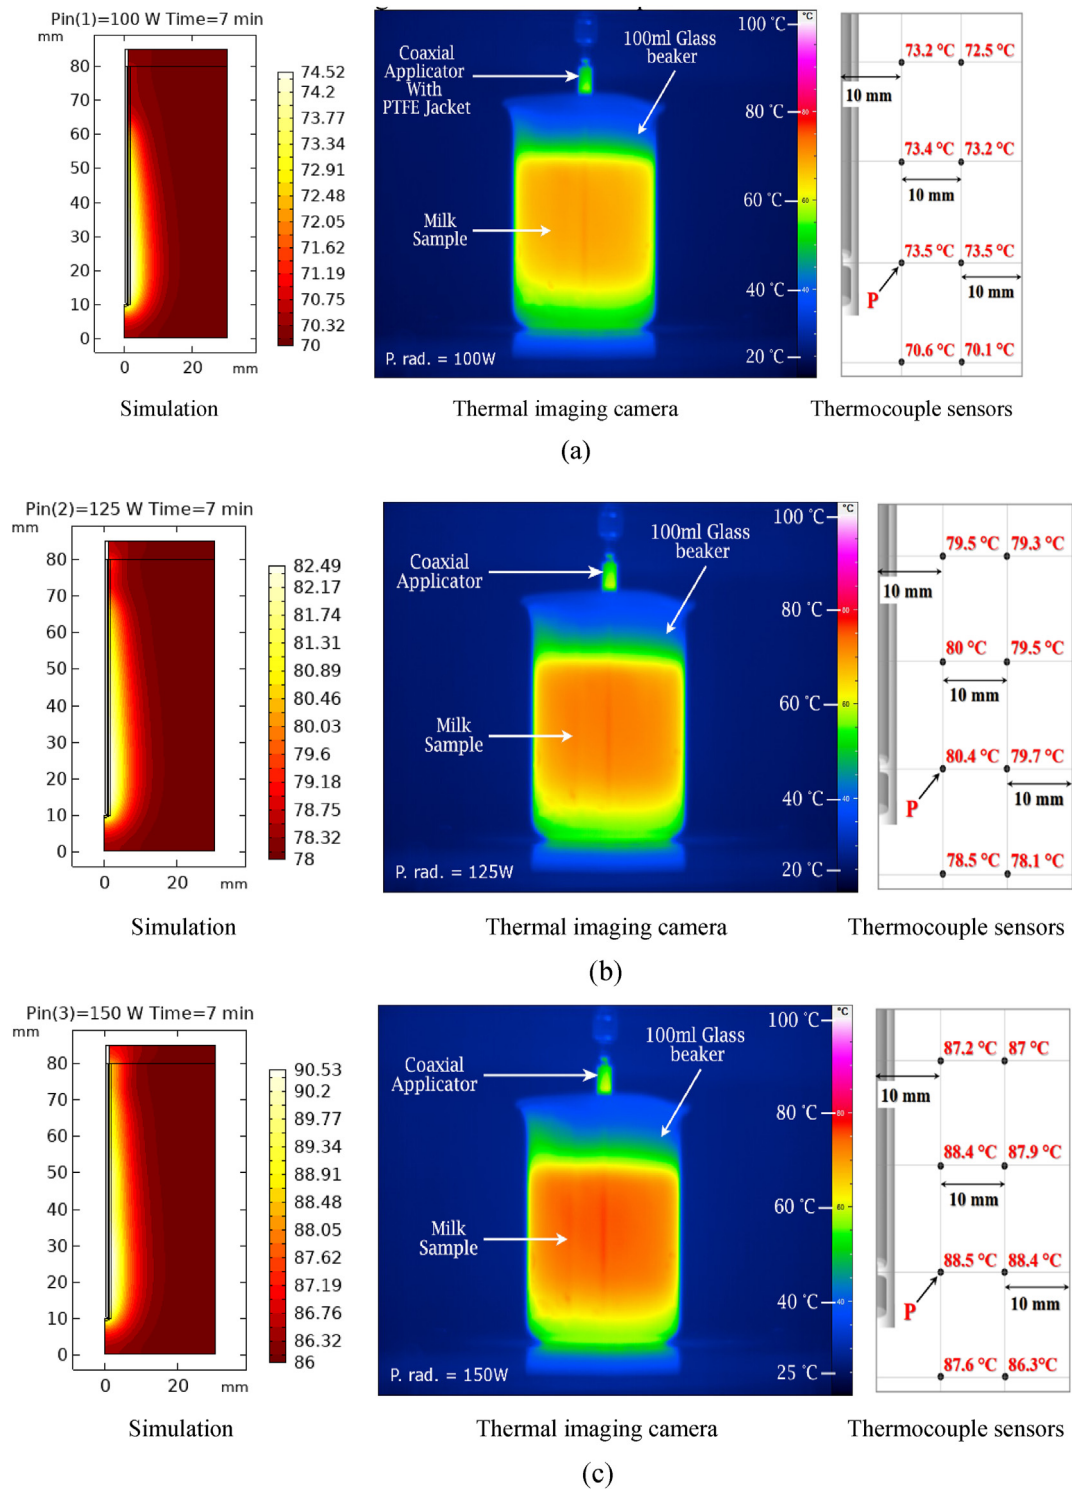 Pin(1)=100 W Time=7 min
mm
80
70
60
50
40
30
20
10
0
0
20
mm
74.52
74.2
73.77
73.34
72.91
72.48
72.05
71.62
71.19
70.75
70.32
70
Simulation
Coaxial
Applicator
With
PTFE Jacket
100ml Glass
beaker
Milk
Sample
P. rad. = 100W
°C
100 °C
80 °C
60 °C
40 °C
20 °C
80
60
40
Thermal imaging camera
73.2 °C 72.5 °C
10 mm
73.4 °C 73.2 °C
10 mm
73.5 °C 73.5 °C
P
10 mm
70.6 °C 70.1 °C
Thermocouple sensors
(a)
Pin(2)=125 W Time=7 min
mm
80
70
60
50
40
30
20
10
0
0
20
mm
82.49
82.17
81.74
81.31
80.89
80.46
80.03
79.6
79.18
78.75
78.32
78
Simulation
Coaxial
Applicator
100ml Glass
beaker
Milk
Sample
P. rad. = 125W
°C
100 °C
80 °C
60 °C
40 °C
20 °C
80
60
40
Thermal imaging camera
79.5 °C 79.3 °C
10 mm
80 °C 79.5 °C
10 mm
80.4 °C 79.7 °C
P
10 mm
78.5 °C 78.1 °C
Thermocouple sensors
(b)
Pin(3)=150 W Time=7 min
mm
80
70
60
50
40
30
20
10
0
0
20
mm
90.53
90.2
89.77
89.34
88.91
88.48
88.05
87.62
87.19
86.76
86.32
86
Simulation
Coaxial
Applicator
100ml Glass
beaker
Milk
Sample
P. rad. = 150W
°C
100 °C
80 °C
60 °C
40 °C
25 °C
80
60
40
Thermal imaging camera
87.2 °C 87 °C
10 mm
88.4 °C 87.9 °C
10 mm
88.5 °C 88.4 °C
P
10 mm
87.6 °C 86.3°C
Thermocouple sensors
(c)